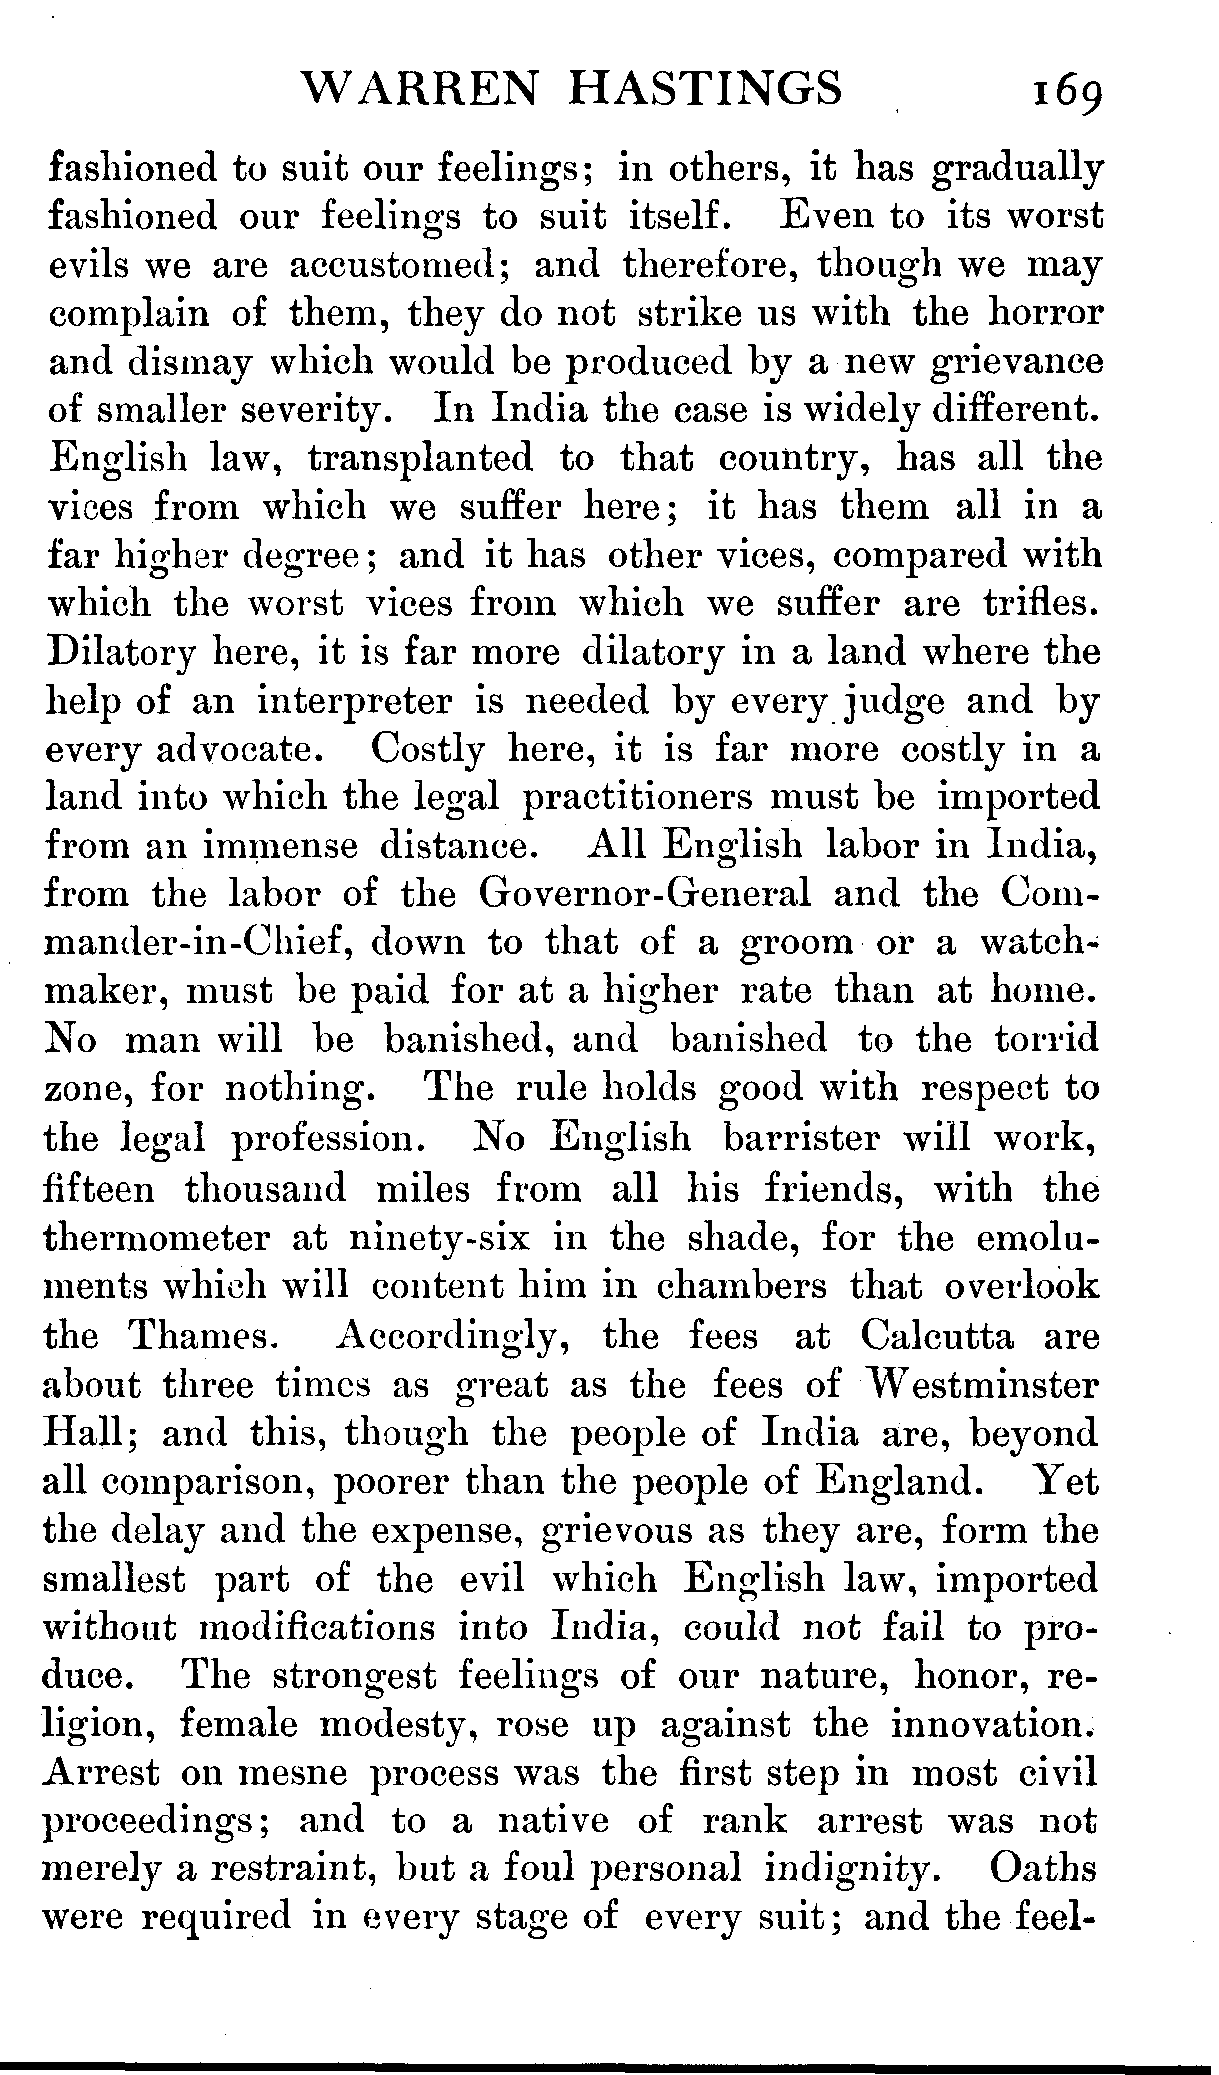 WARREN HASTINGS 169
fashioned to suit our feelings; in others, it has gradually
fashioned our feelings to suit itself. Even to its worst
evils we are accustomed; and therefore, though we may
complain of them, they do not strike us with the horror
and dismay which would be produced by a new grievance
of smaller severity. In India the case is widely different.
English law, transplanted to that country, has all the
vices from which we suffer here; it has them all in a
far higher degree; and it has other vices, compared with
which the worst vices from which we suffer are trifles.
Dilatory here, it is far more dilatory in a land where the
help of an interpreter is needed by every judge and by
every advocate. Costly here, it is far more costly in a
land into which the legal practitioners must be imported
from an immense distance. All English labor in India,
from the labor of the Governor-General and the Com-
mander-in-Chief, down to that of a groom or a watch-
maker, must be paid for at a higher rate than at home.
No man will be banished, and banished to the torrid
zone, for nothing. The rule holds good with respect to
the legal profession. No English barrister will work,
fifteen thousand miles from all his friends, with the
thermometer at ninety-six in the shade, for the emolu-
ments which will content him in chambers that overlook
the Thames. Accordingly, the fees at Calcutta are
about three times as great as the fees of Westminster
Hall; and this, though the people of India are, beyond
all comparison, poorer than the people of England. Yet
the delay and the expense, grievous as they are, form the
smallest part of the evil which English law, imported
without modifications into India, could not fail to pro-
duce. The strongest feelings of our nature, honor, re-
ligion, female modesty, rose up against the innovation.
Arrest on mesne process was the first step in most civil
proceedings; and to a native of rank arrest was not
merely a restraint, but a foul personal indignity. Oaths
were required in every stage of every suit; and the feel-